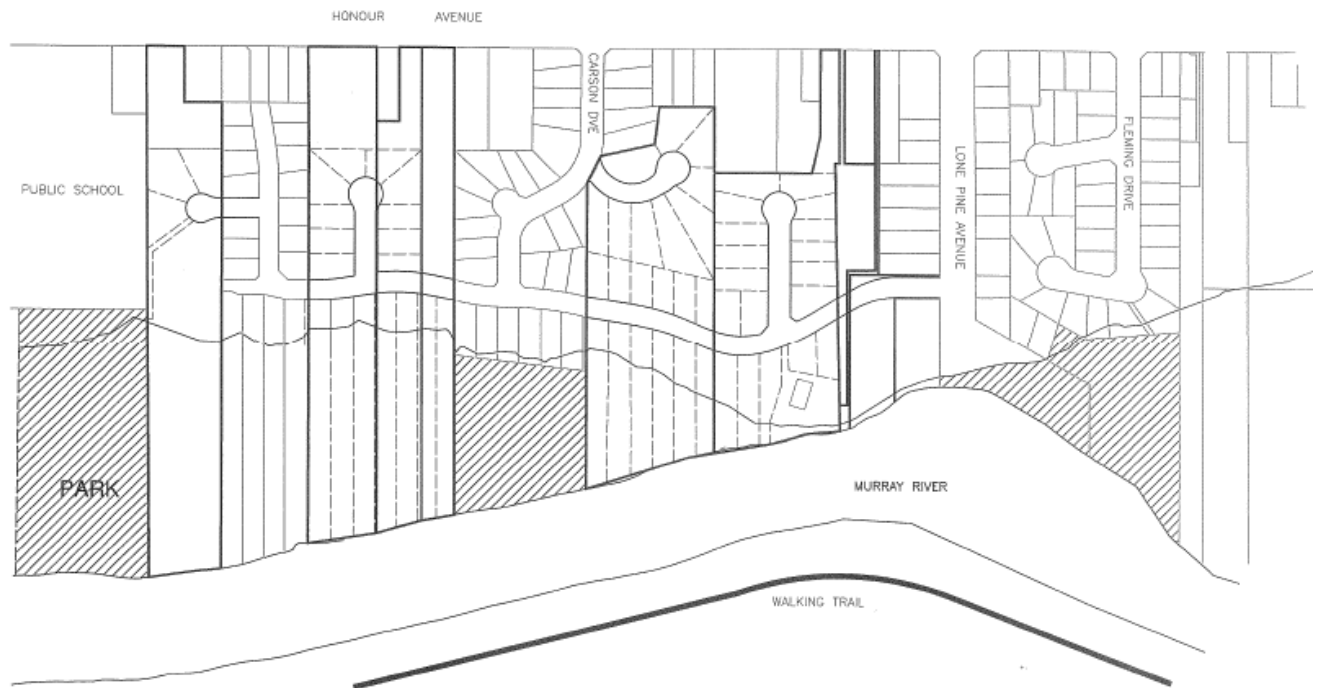 HONOUR AVENUE
CARSON DVE
FLEMING DRIVE
LONE PINE AVENUE
PUBLIC SCHOOL
PARK
MURRAY RIVER
WALKING TRAIL